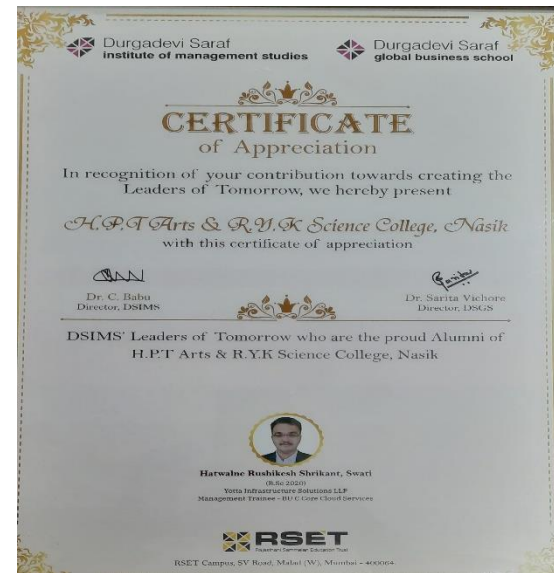 Durgadevi Saraf
institute of management studies
Durgadevi Saraf
global business school
CERTIFICATE
of Appreciation
In recognition of your contribution towards creating the
Leaders of Tomorrow, we hereby present
H.P.T Arts & R.Y.K Science College, Nasik
with this certificate of appreciation
Dr. C. Babu
Director, DSIMS
Dr. Sarita Vichore
Director, DSGS
DSIMS' Leaders of Tomorrow who are the proud Alumni of
H.P.T Arts & R.Y.K Science College, Nasik
Hatwalne Rushikesh Shrikant, Swati
(B.Sc 2020)
Yotta Infrastructure Solutions LLP
Management Trainee - BU C Core Cloud Services
RSET
Rajasthani Sammelan Education Trust
RSET Campus, SV Road, Malad (W), Mumbai - 400064